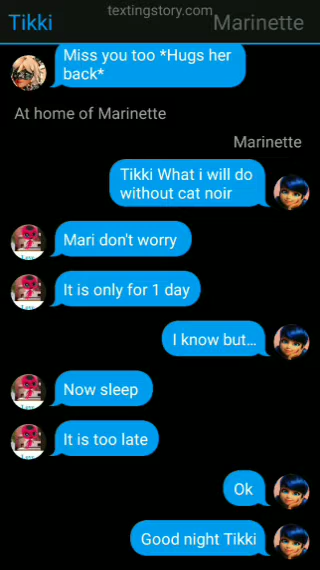 textingstory.com
Tikki
Marinette
Miss you too *Hugs her
back*
At home of Marinette
Marinette
Tikki What i will do
without cat noir
Mari don't worry
It is only for 1 day
I know but...
Now sleep
It is too late
Ok
Good night Tikki